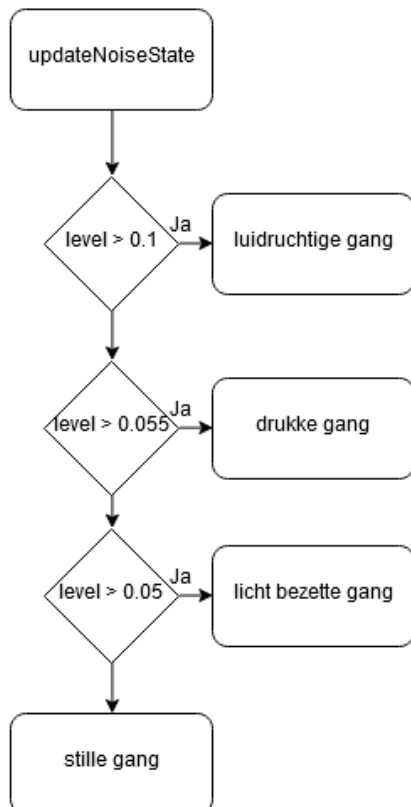 updateNoiseState
level > 0.1
Ja
luidruchtige gang
level > 0.055
Ja
drukke gang
level > 0.05
Ja
licht bezette gang
stille gang